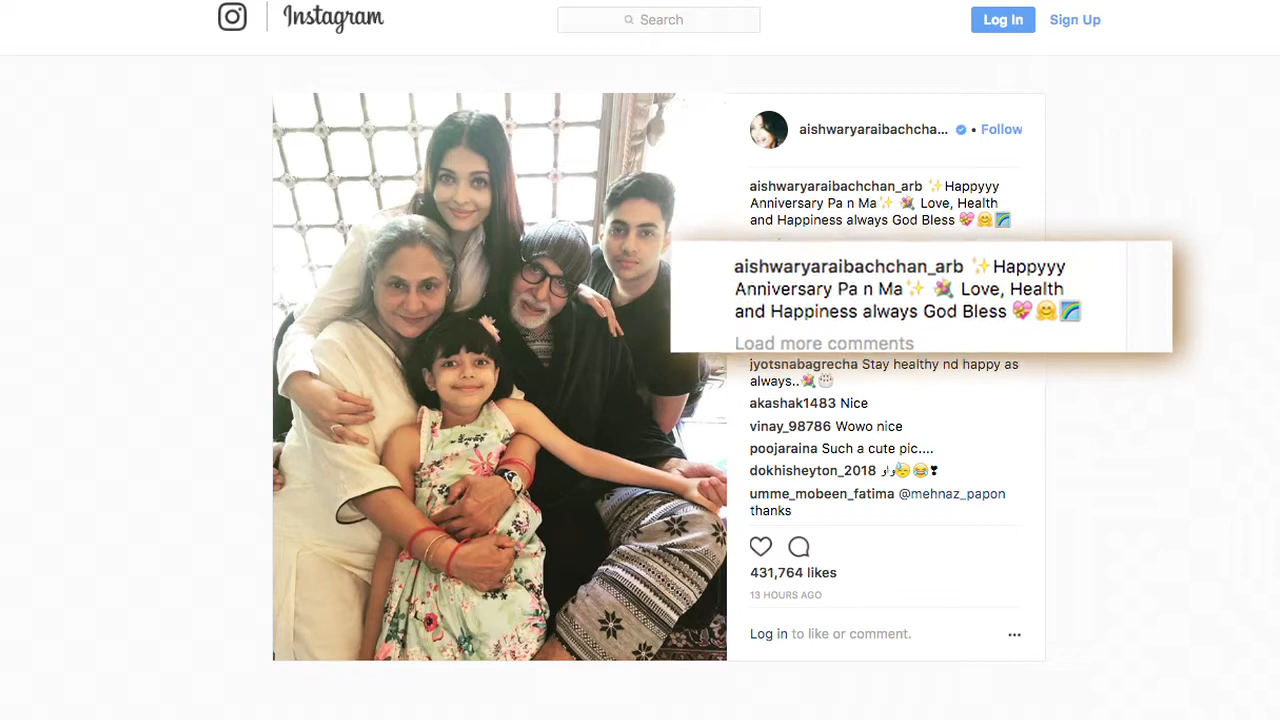 Instagram
Search
Log In
Sign Up
aishwaryaraibachcha... • Follow
aishwaryaraibachchan_arb ✨Happyyy
Anniversary Pa n Ma✨ 💐 Love, Health
and Happiness always God Bless 💝🤗🌈
aishwaryaraibachchan_arb ✨Happyyy
Anniversary Pa n Ma✨ 💐 Love, Health
and Happiness always God Bless 💝🤗🌈
Load more comments
jyotsnabagrecha Stay healthy nd happy as
always..💐🎂
akashak1483 Nice
vinay_98786 Wowo nice
poojaraina Such a cute pic....
dokhisheyton_2018 واو😓😂❣
umme_mobeen_fatima @mehnaz_papon
thanks
431,764 likes
13 HOURS AGO
Log in to like or comment.